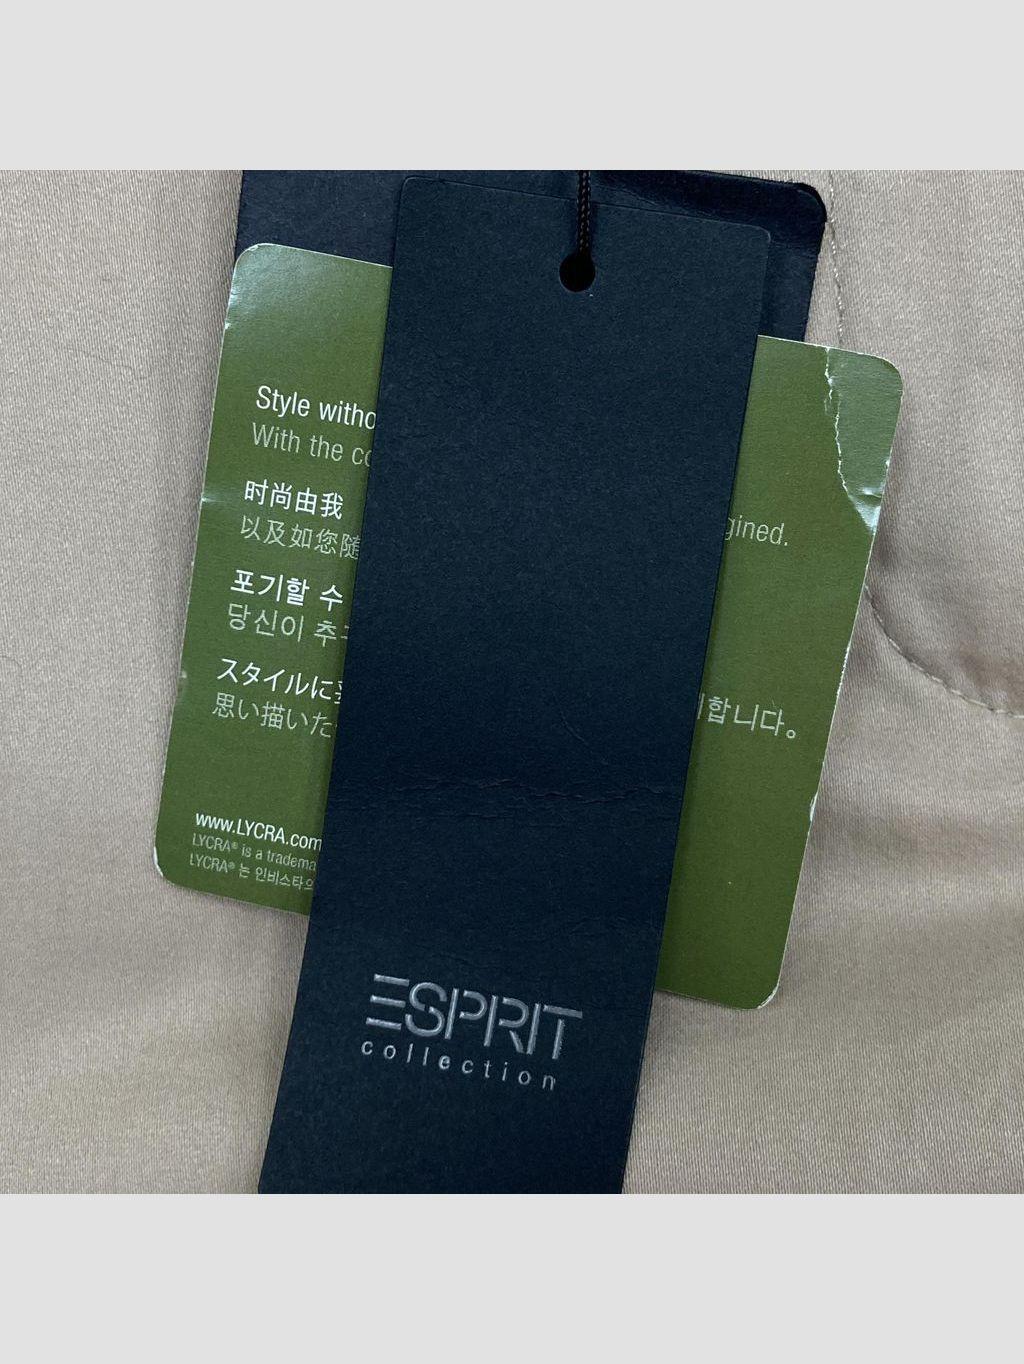 Style witho
With the co
gined.
时尚由我
以及如您随
포기할 수
당신이 추구
합니다。
スタイルに
思い描いた
www.LYCRA.com
LYCRA® is a tradema
LYCRA® 는 인비스타의
ESPRIT
collection